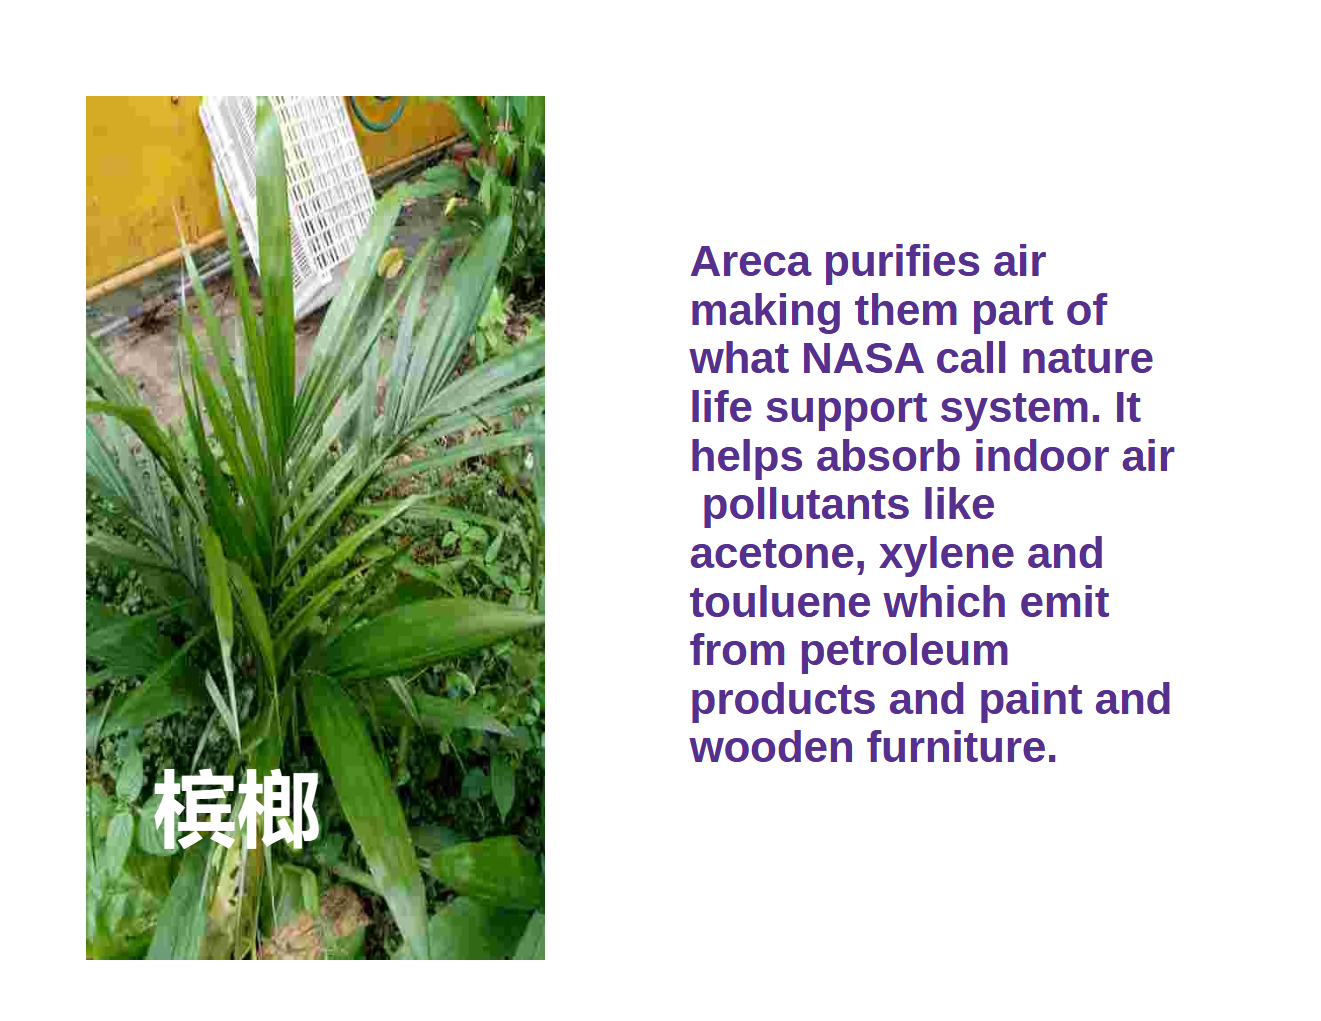 槟榔
Areca purifies air
making them part of
what NASA call nature
life support system. It
helps absorb indoor air
pollutants like
acetone, xylene and
touluene which emit
from petroleum
products and paint and
wooden furniture.